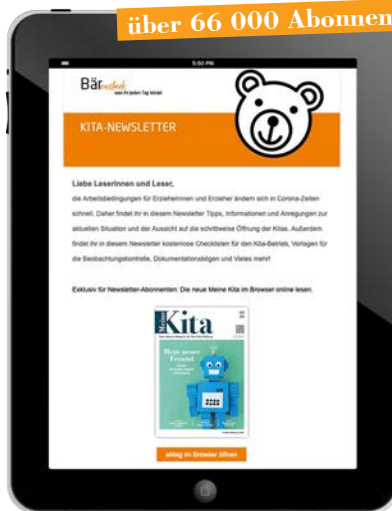 über 66 000 Abonnen
5:50 PM
Bärenstark
was ihr jeden Tag leistet
KITA-NEWSLETTER
Liebe Leserinnen und Leser,
die Arbeitsbedingungen für Erzieherinnen und Erzieher ändern sich in Corona-Zeiten
schnell. Daher findet ihr in diesem Newsletter Tipps, Informationen und Anregungen zur
aktuellen Situation und der Aussicht auf die schrittweise Öffnung der Kitas. Außerdem
findet ihr in diesem Newsletter kostenlose Checklisten für den Kita-Betrieb, Vorlagen für
die Beobachtungskontrolle, Dokumentationsbögen und Vieles mehr!
Exklusiv für Newsletter-Abonnenten: Die neue Meine Kita im Browser online lesen.
Meine
Kita
Mein neuer
Freund
eMag im Browser öffnen